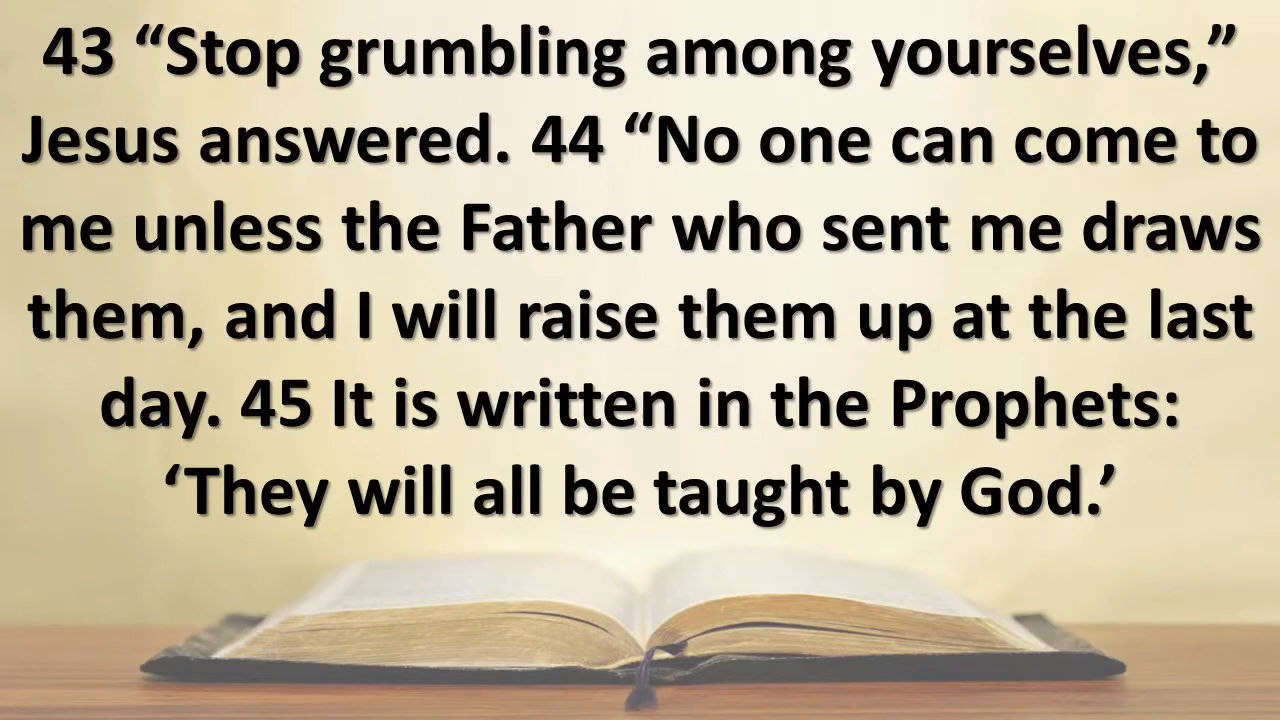 43 “Stop grumbling among yourselves,”
Jesus answered. 44 “No one can come to
me unless the Father who sent me draws
them, and I will raise them up at the last
day. 45 It is written in the Prophets:
‘They will all be taught by God.’